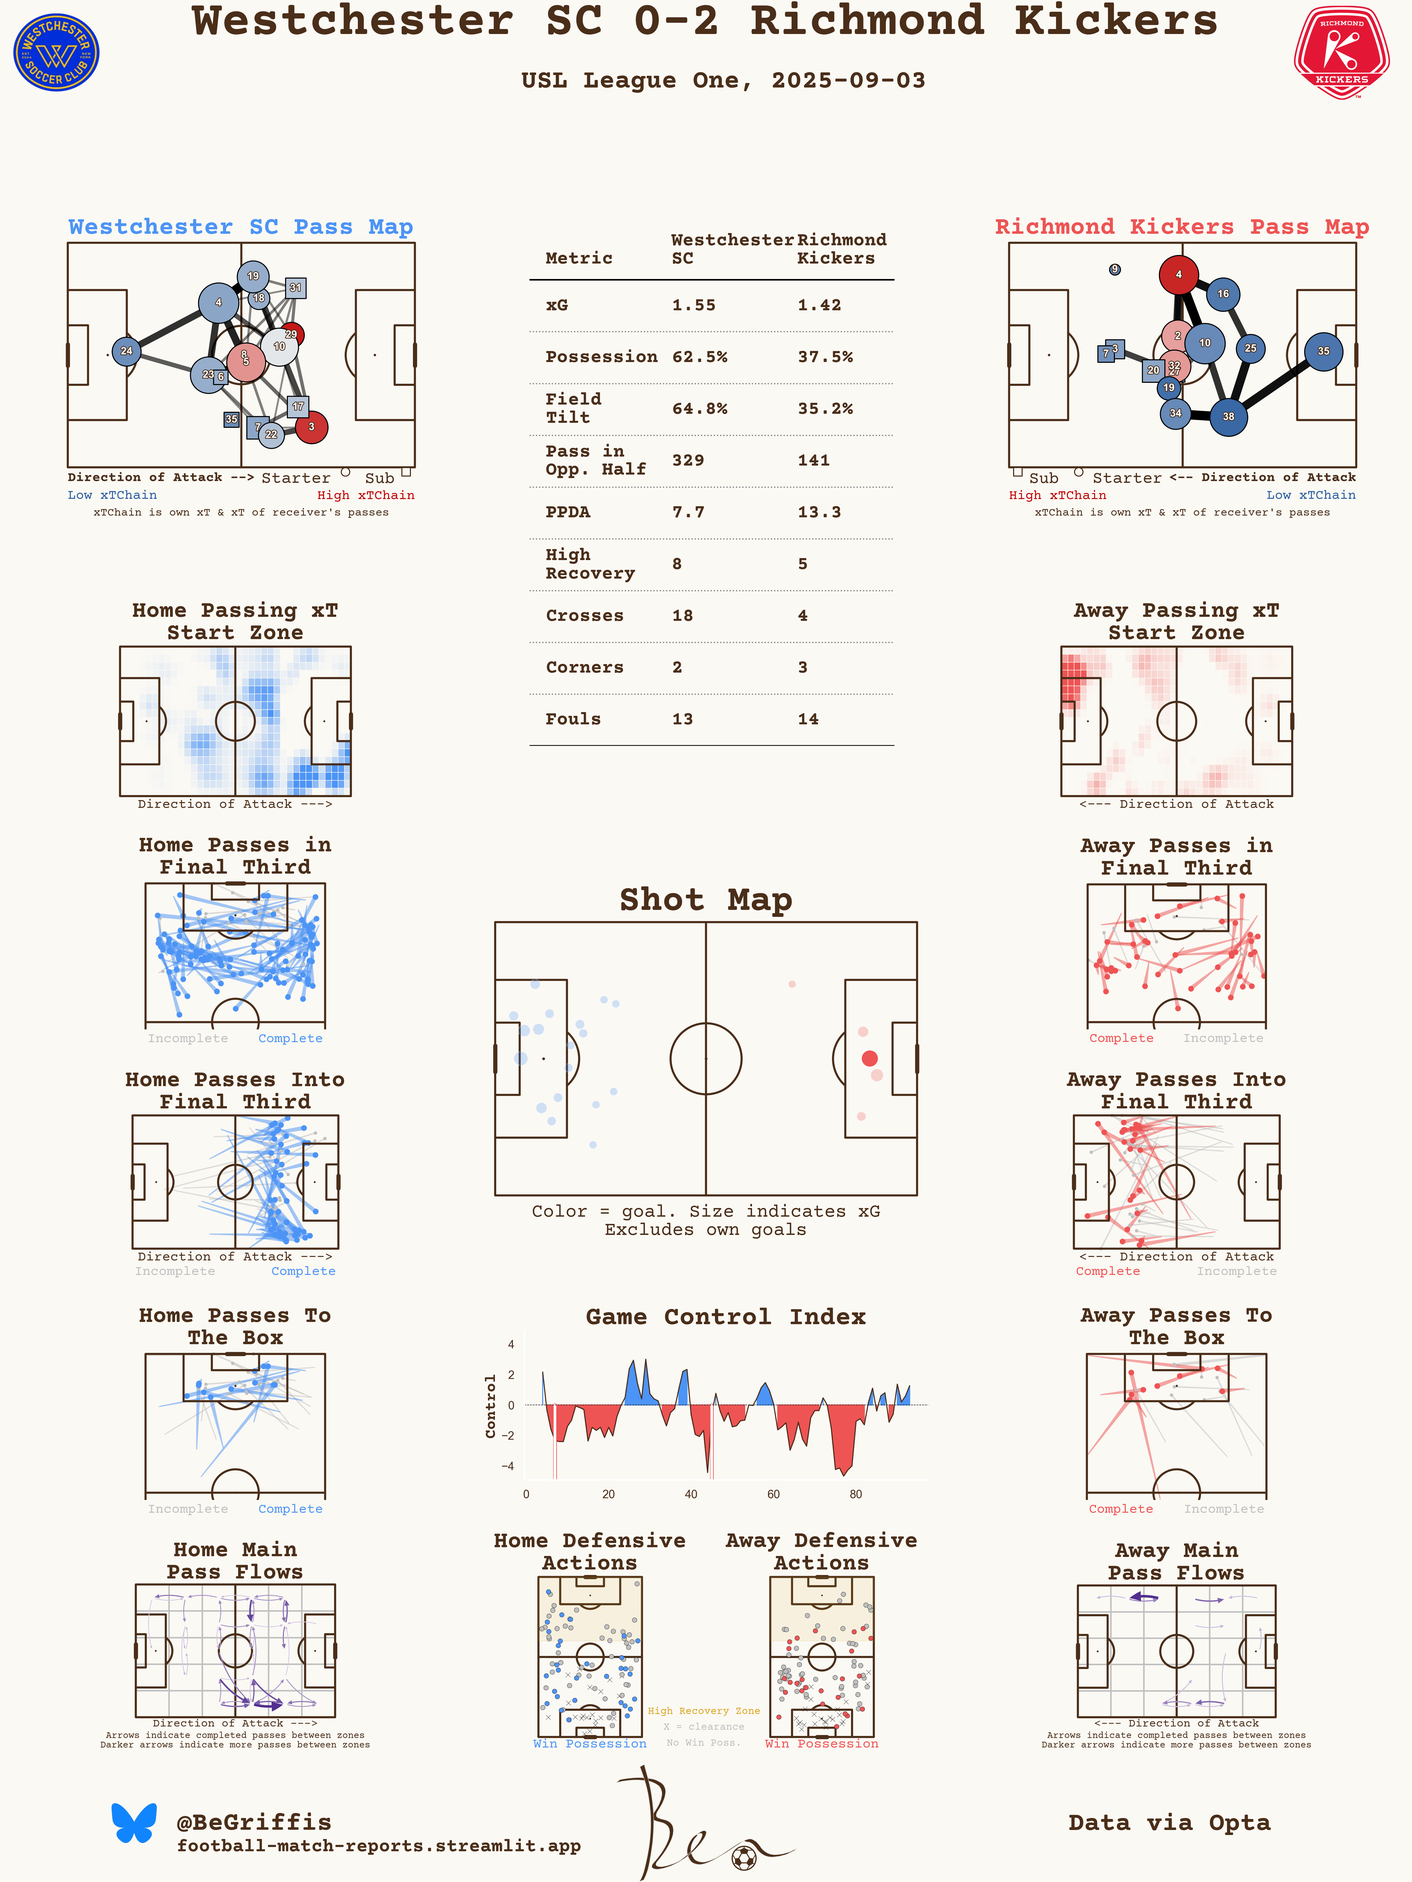 Westchester SC 0-2 Richmond Kickers
USL League One, 2025-09-03
WESTCHESTER
SOCCER CLUB
RICHMOND
KICKERS
TM
Westchester SC Pass Map
24
4
19
18
31
29
10
8
5
23
6
35
7
22
17
3
Direction of Attack --> Starter Sub
Low xTChain High xTChain
xTChain is own xT & xT of receiver's passes
Metric Westchester SC Richmond Kickers
xG 1.55 1.42
Possession 62.5% 37.5%
Field Tilt 64.8% 35.2%
Pass in Opp. Half 329 141
PPDA 7.7 13.3
High Recovery 8 5
Crosses 18 4
Corners 2 3
Fouls 13 14
Richmond Kickers Pass Map
9
4
16
2
10
25
35
3
7
20
32
27
19
34
38
Sub Starter <-- Direction of Attack
High xTChain Low xTChain
xTChain is own xT & xT of receiver's passes
Home Passing xT
Start Zone
Direction of Attack --->
Away Passing xT
Start Zone
<--- Direction of Attack
Home Passes in
Final Third
Incomplete Complete
Shot Map
Color = goal. Size indicates xG
Excludes own goals
Away Passes in
Final Third
Complete Incomplete
Home Passes Into
Final Third
Direction of Attack --->
Incomplete Complete
Away Passes Into
Final Third
<--- Direction of Attack
Complete Incomplete
Home Passes To
The Box
Incomplete Complete
Game Control Index
Control
4
2
0
−2
−4
0 20 40 60 80
Away Passes To
The Box
Complete Incomplete
Home Main
Pass Flows
Direction of Attack --->
Arrows indicate completed passes between zones
Darker arrows indicate more passes between zones
Home Defensive
Actions
Win Possession
High Recovery Zone
X = clearance
No Win Poss.
Away Defensive
Actions
Win Possession
Away Main
Pass Flows
<--- Direction of Attack
Arrows indicate completed passes between zones
Darker arrows indicate more passes between zones
@BeGriffis
football-match-reports.streamlit.app
Ben
Data via Opta